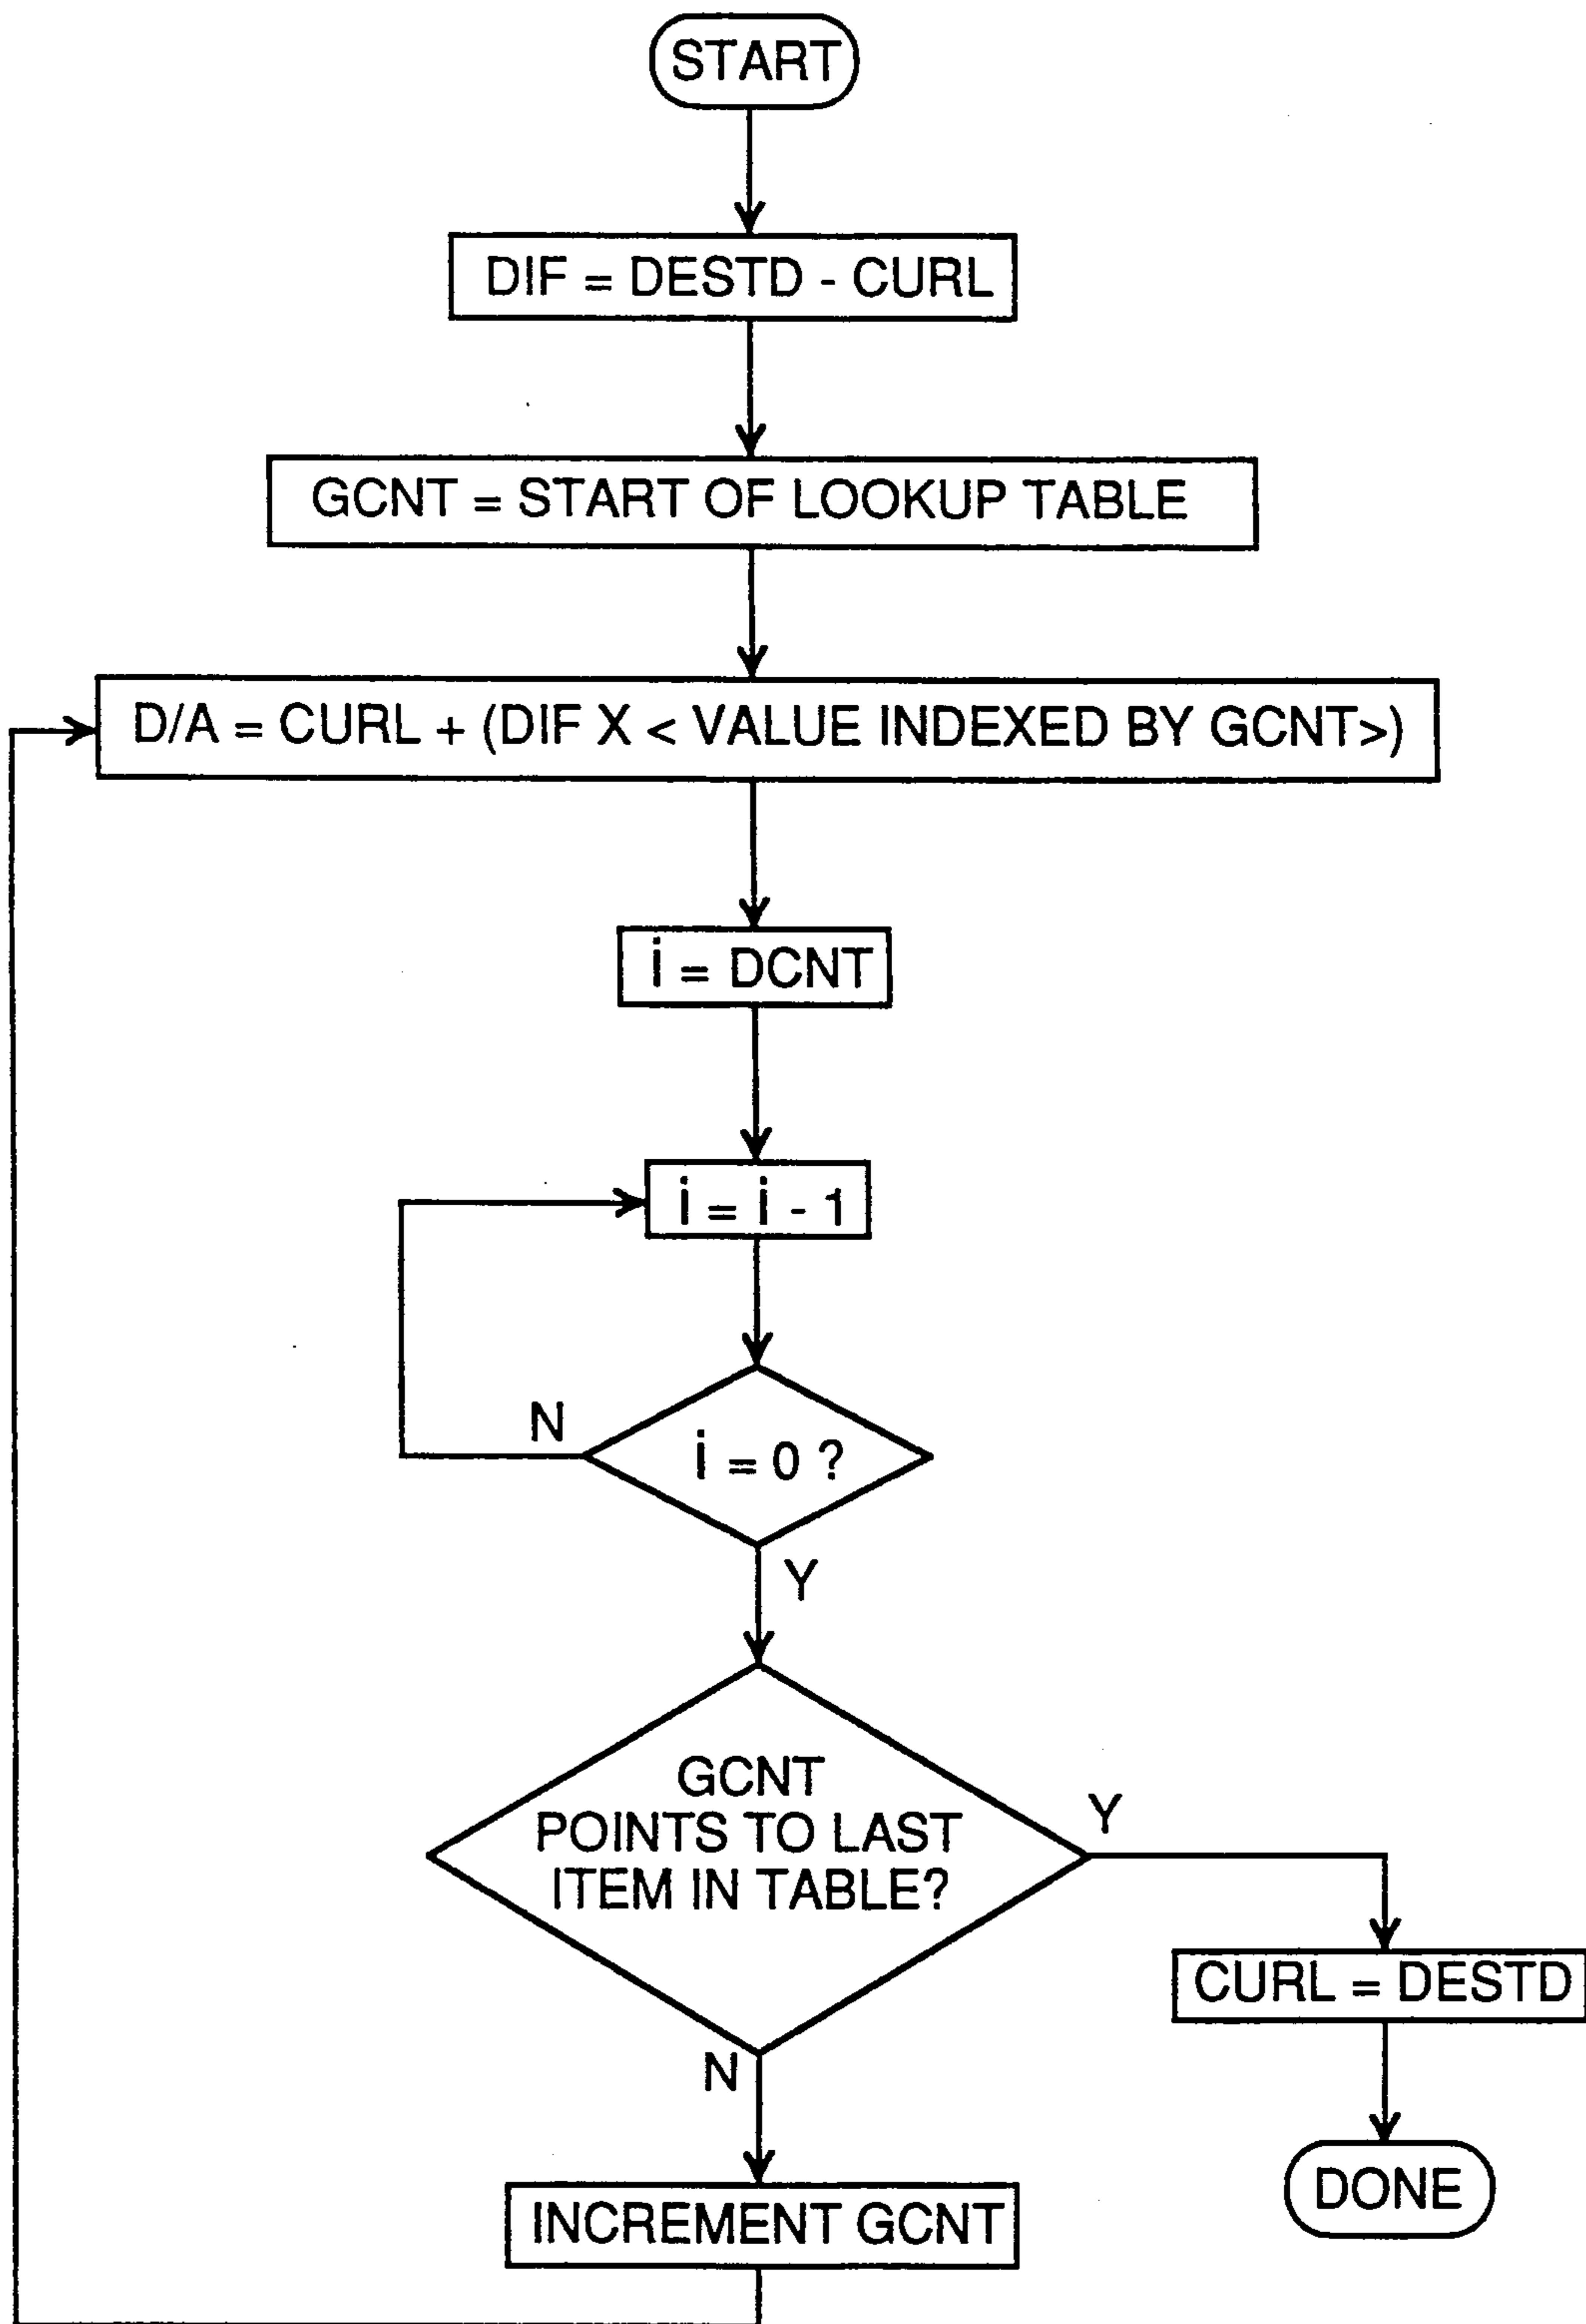 START
DIF = DESTD - CURL
GCNT = START OF LOOKUP TABLE
D/A = CURL + (DIF X < VALUE INDEXED BY GCNT>)
i = DCNT
i = i - 1
N
i = 0 ?
Y
GCNT
POINTS TO LAST
ITEM IN TABLE?
Y
CURL = DESTD
N
DONE
INCREMENT GCNT